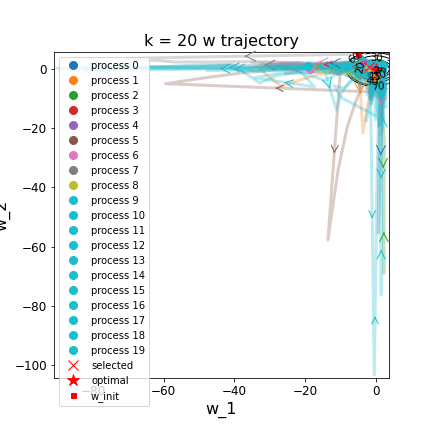 k = 20 w trajectory
process 0
process 1
process 2
process 3
process 4
process 5
process 6
process 7
process 8
process 9
process 10
process 11
process 12
process 13
process 14
process 15
process 16
process 17
process 18
process 19
selected
optimal
w_init
0
−20
−40
−60
−80
−100
w_2
−80
−60
−40
−20
0
w_1